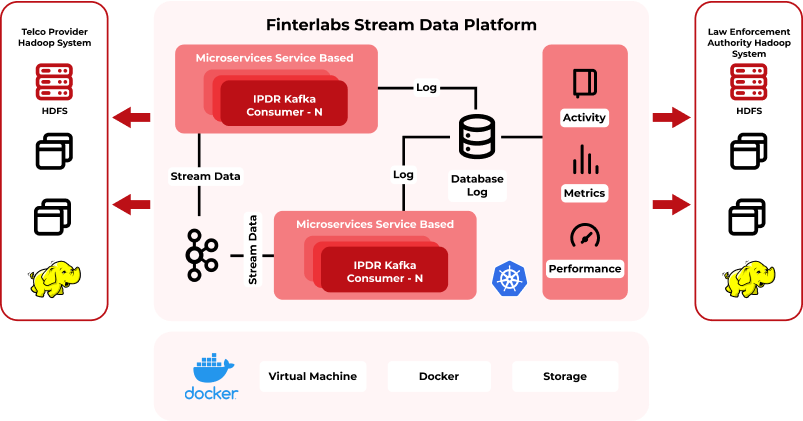 Finterlabs Stream Data Platform
Telco Provider
Hadoop System
HDFS
Microservices Service Based
IPDR Kafka
Consumer - N
Log
Stream Data
Log
Database
Log
Stream Data
Microservices Service Based
IPDR Kafka
Consumer - N
Activity
Metrics
Performance
Law Enforcement
Authority Hadoop
System
HDFS
docker
Virtual Machine
Docker
Storage